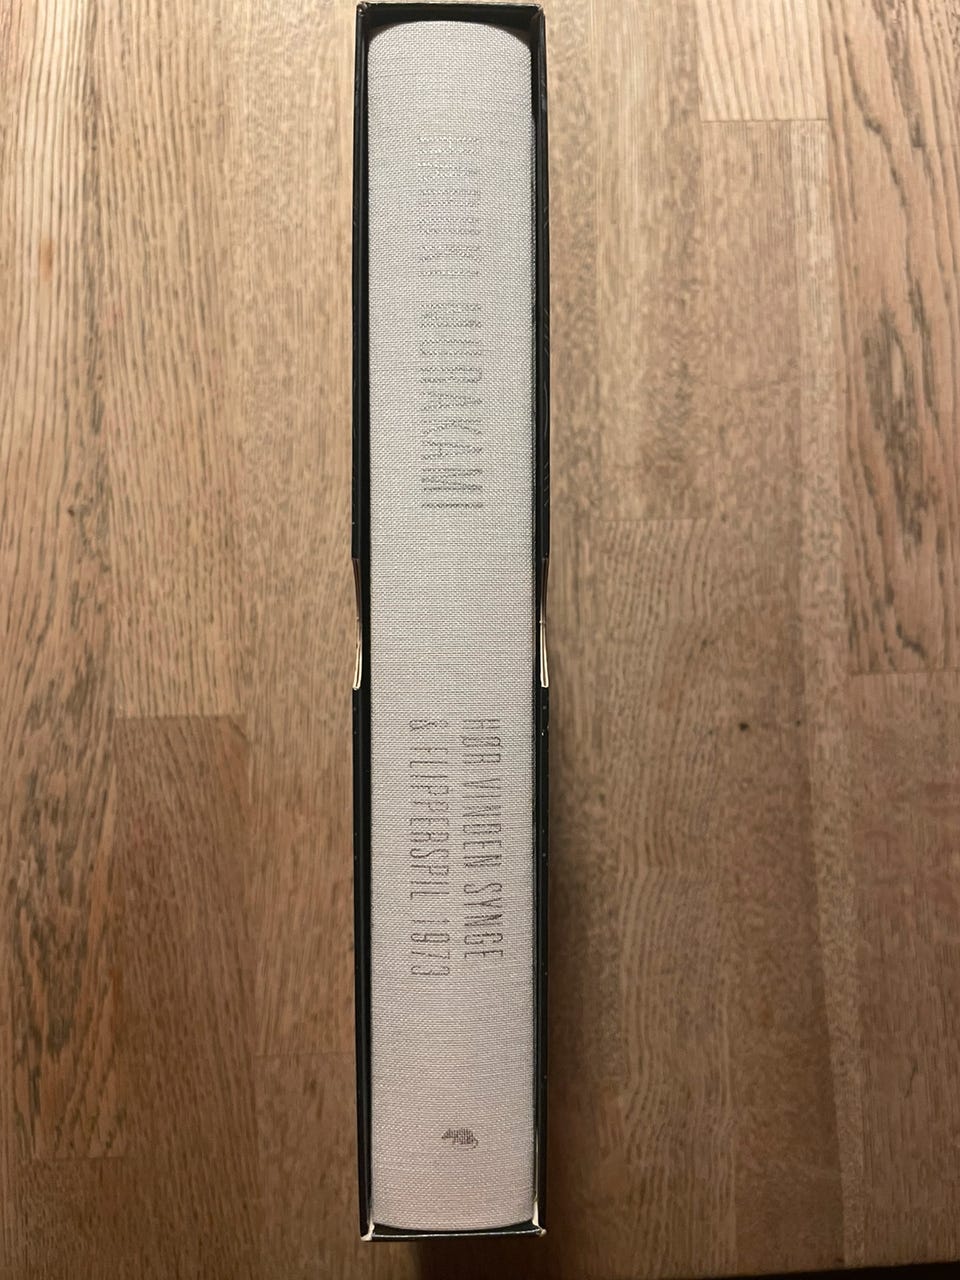 HARUKI MURAKAMI
HØR VINDEN SYNGE
& FLIPPERSPIL 1973